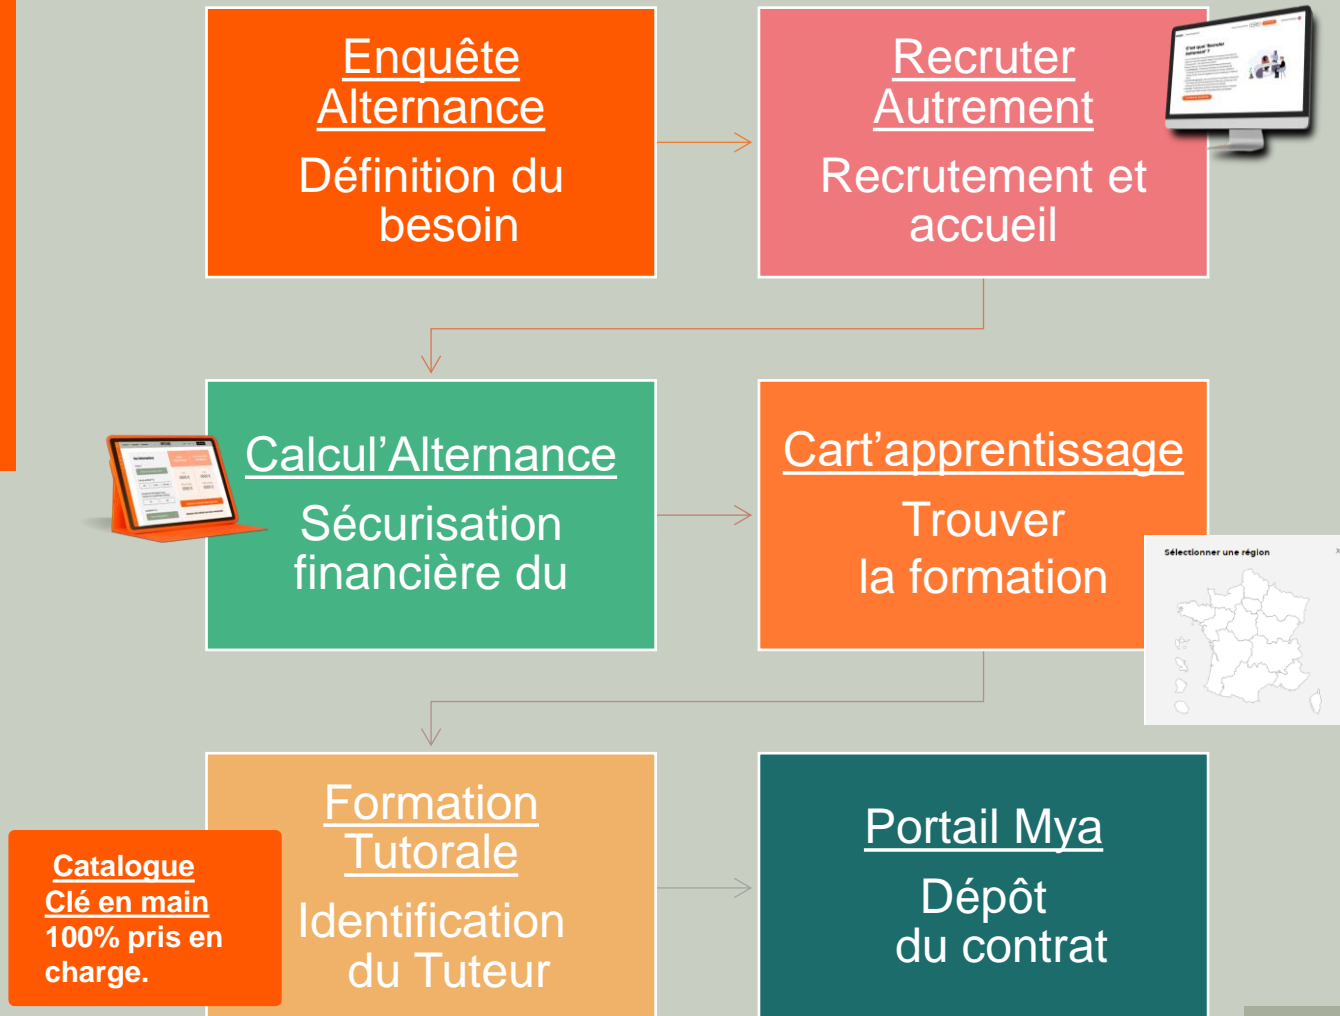 Enquête
Alternance
Définition du
besoin
Recruter
Autrement
Recrutement et
accueil
Calcul’Alternance
Sécurisation
financière du
Cart’apprentissage
Trouver
la formation
Sélectionner une région
X
Formation
Tutorale
Identification
du Tuteur
Catalogue
Clé en main
100% pris en
charge.
Portail Mya
Dépôt
du contrat